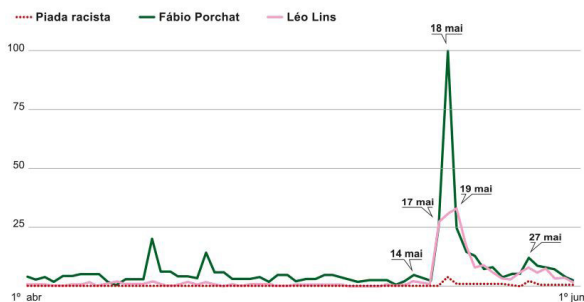 Piada racista Fábio Porchat Léo Lins
18 mai
100
75
50
19 mai
17 mai
25
27 mai
14 mai
1º abr 1º jun